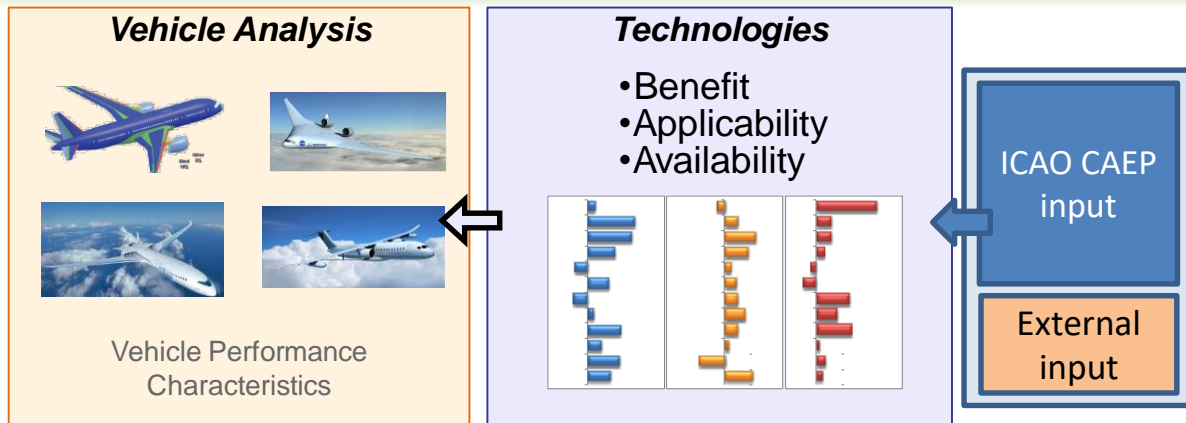 Vehicle Analysis
Vehicle Performance
Characteristics
Technologies
•Benefit
•Applicability
•Availability
ICAO CAEP
input
External
input